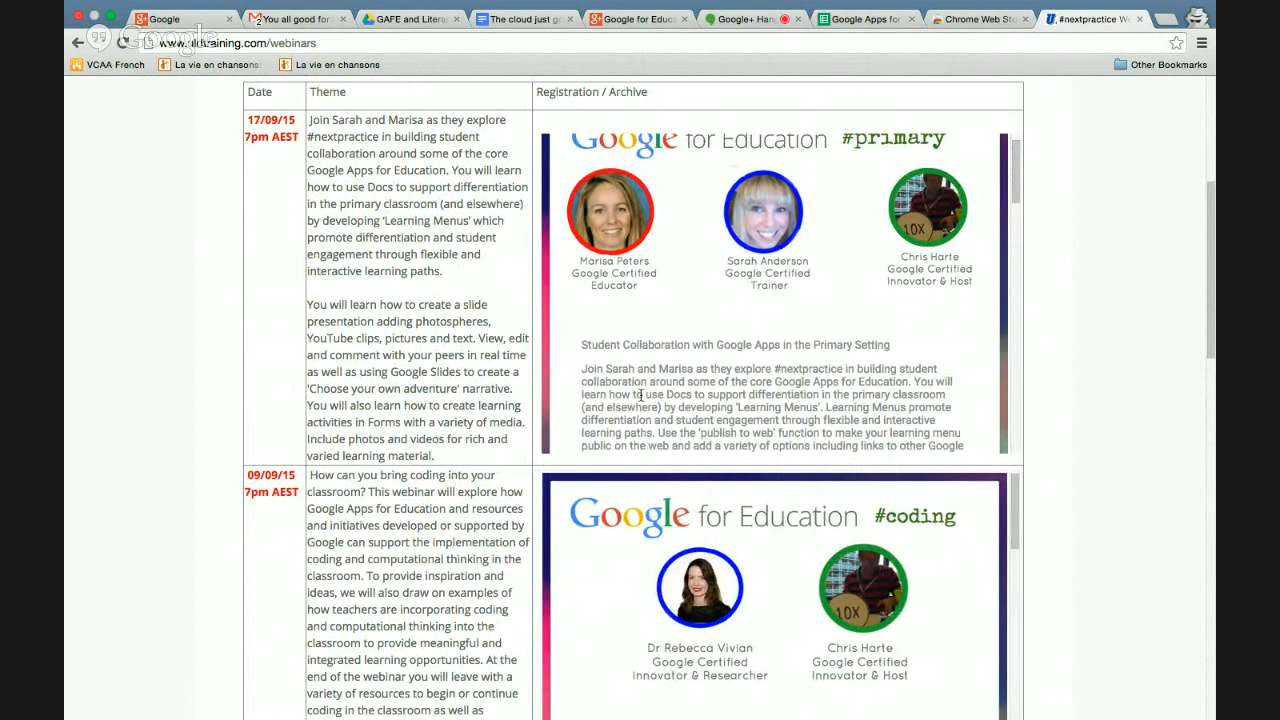 Google
You all good for
GAFE and Litera
The cloud just g
Google for Educ
Google+ Han
Google Apps for
Chrome Web Sto
#nextpractice We
Google
training.com/webinars
VCAA French
La vie en chansons:
La vie en chansons
Other Bookmarks
Date
Theme
Registration / Archive
17/09/15
7pm AEST
Join Sarah and Marisa as they explore
#nextpractice in building student
collaboration around some of the core
Google Apps for Education. You will learn
how to use Docs to support differentiation
in the primary classroom (and elsewhere)
by developing 'Learning Menus' which
promote differentiation and student
engagement through flexible and
interactive learning paths.
You will learn how to create a slide
presentation adding photospheres,
YouTube clips, pictures and text. View, edit
and comment with your peers in real time
as well as using Google Slides to create a
'Choose your own adventure' narrative.
You will also learn how to create learning
activities in Forms with a variety of media.
Include photos and videos for rich and
varied learning material.
Google for Education #primary
10X
Marisa Peters
Google Certified
Educator
Sarah Anderson
Google Certified
Trainer
Chris Harte
Google Certified
Innovator & Host
Student Collaboration with Google Apps in the Primary Setting
Join Sarah and Marisa as they explore #nextpractice in building student
collaboration around some of the core Google Apps for Education. You will
learn how to use Docs to support differentiation in the primary classroom
(and elsewhere) by developing 'Learning Menus'. Learning Menus promote
differentiation and student engagement through flexible and interactive
learning paths. Use the 'publish to web' function to make your learning menu
public on the web and add a variety of options including links to other Google
09/09/15
7pm AEST
How can you bring coding into your
classroom? This webinar will explore how
Google Apps for Education and resources
and initiatives developed or supported by
Google can support the implementation of
coding and computational thinking in the
classroom. To provide inspiration and
ideas, we will also draw on examples of
how teachers are incorporating coding
and computational thinking into the
classroom to provide meaningful and
integrated learning opportunities. At the
end of the webinar you will leave with a
variety of resources to begin or continue
coding in the classroom as well as
Google for Education #coding
10X
Dr Rebecca Vivian
Google Certified
Innovator & Researcher
Chris Harte
Google Certified
Innovator & Host